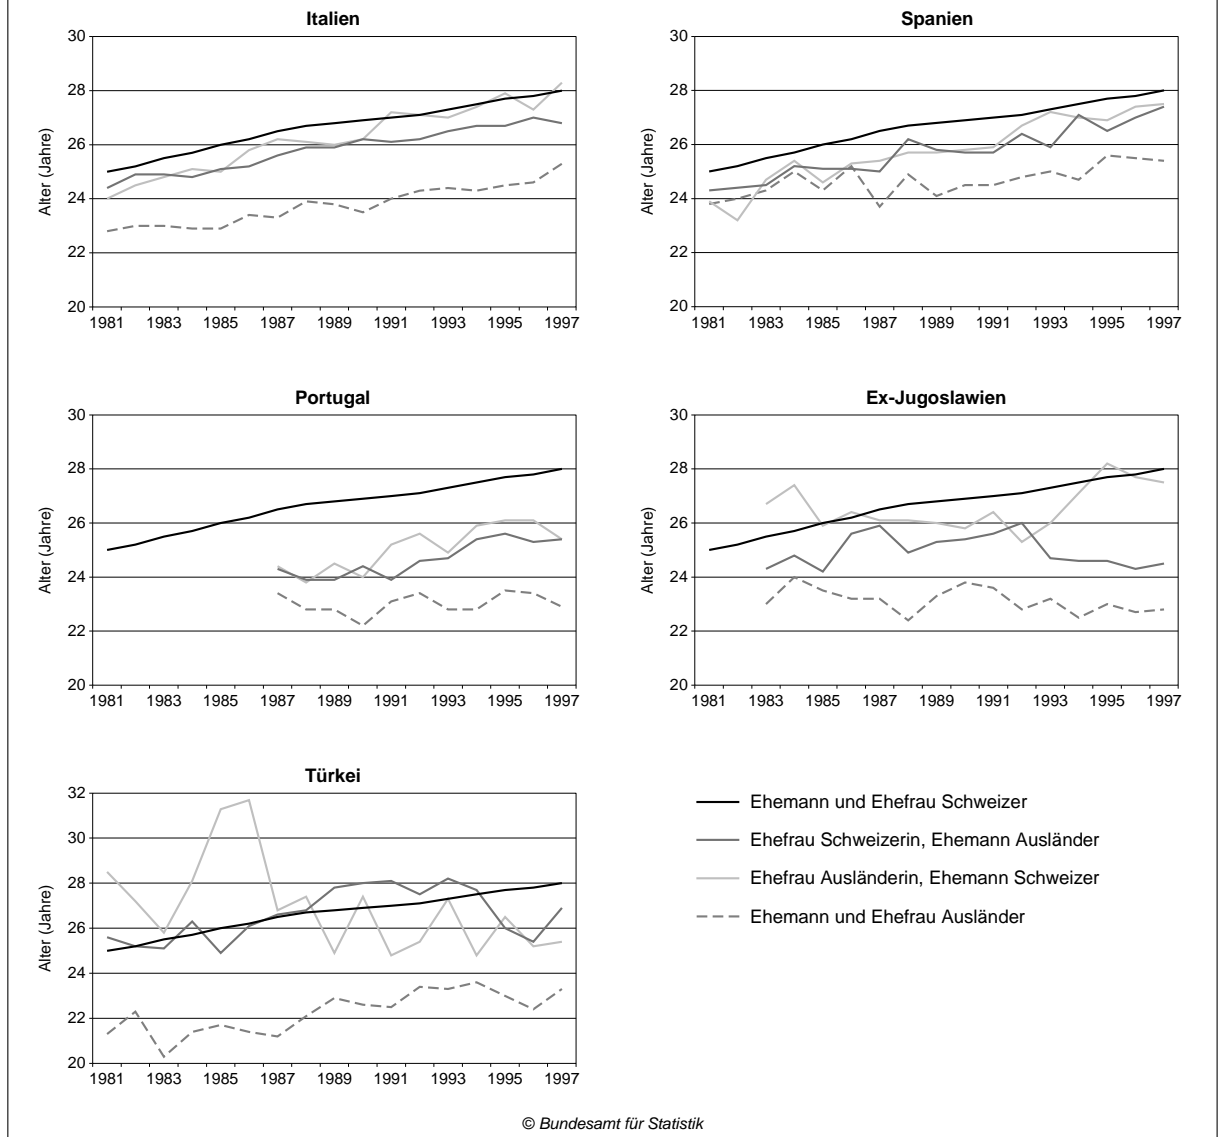 Italien
30
28
26
24
22
20
Alter (Jahre)
1981 1983 1985 1987 1989 1991 1993 1995 1997
Spanien
30
28
26
24
22
20
Alter (Jahre)
1981 1983 1985 1987 1989 1991 1993 1995 1997
Portugal
30
28
26
24
22
20
Alter (Jahre)
1981 1983 1985 1987 1989 1991 1993 1995 1997
Ex-Jugoslawien
30
28
26
24
22
20
Alter (Jahre)
1981 1983 1985 1987 1989 1991 1993 1995 1997
Türkei
32
30
28
26
24
22
20
Alter (Jahre)
1981 1983 1985 1987 1989 1991 1993 1995 1997
Ehemann und Ehefrau Schweizer
Ehefrau Schweizerin, Ehemann Ausländer
Ehefrau Ausländerin, Ehemann Schweizer
Ehemann und Ehefrau Ausländer
© Bundesamt für Statistik